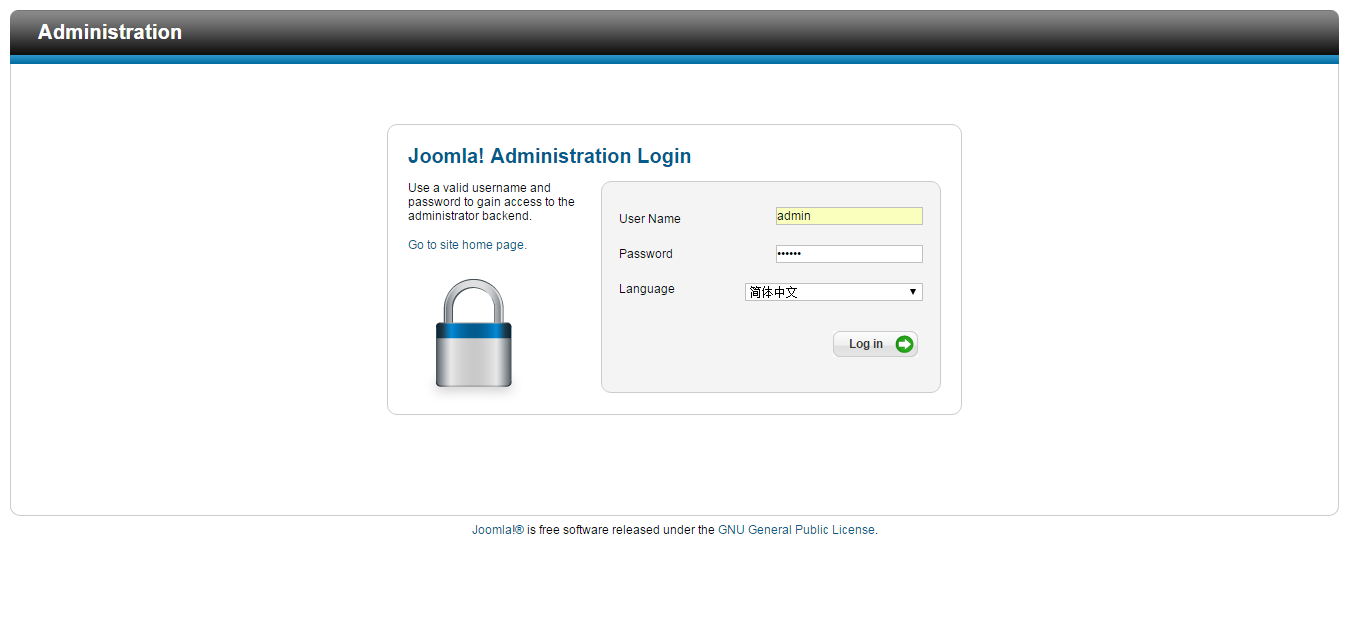 Administration
Joomla! Administration Login
Use a valid username and
password to gain access to the
administrator backend.
Go to site home page.
User Name
admin
Password
••••••
Language
简体中文
Log in
Joomla!® is free software released under the GNU General Public License.